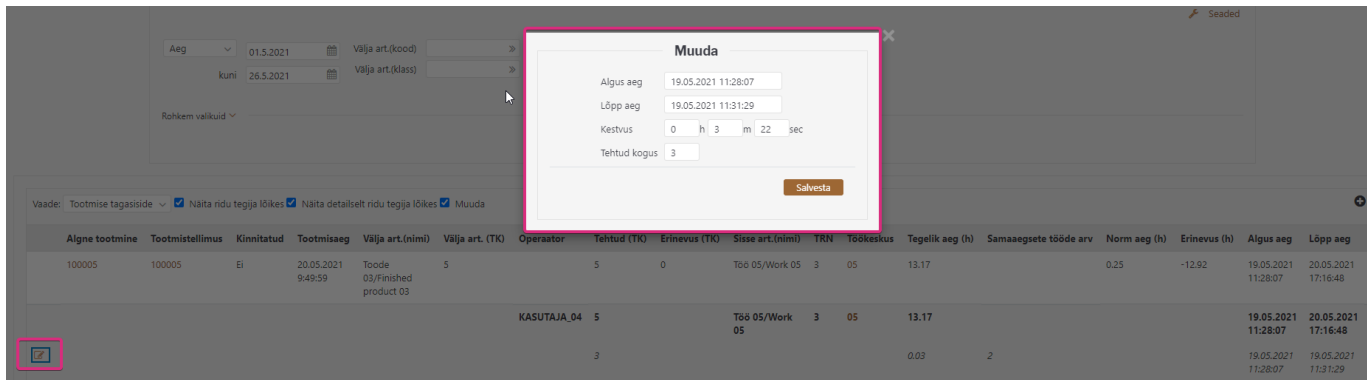 Seaded
Aeg 01.5.2021 Välja art.(kood)
kuni 26.5.2021 Välja art.(klass)
Rohkem valikuid
Muuda
Algus aeg 19.05.2021 11:28:07
Lõpp aeg 19.05.2021 11:31:29
Kestvus 0 h 3 m 22 sec
Tehtud kogus 3
Salvesta
Vaade: Tootmise tagasiside Näita ridu tegija lõikes Näita detailselt ridu tegija lõikes Muuda
Algne tootmine Tootmistellimus Kinnitatud Tootmisaeg Välja art.(nimi) Välja art. (TK) Operaator Tehtud (TK) Erinevus (TK) Sisse art.(nimi) TRN Töökeskus Tegelik aeg (h) Samaaegsete tööde arv Norm aeg (h) Erinevus (h) Algus aeg Lõpp aeg
100005 100005 Ei 20.05.2021 Toode 5 5 0 Töö 05/Work 05 3 05 13.17 0.25 -12.92 19.05.2021 20.05.2021
9:49:59 03/Finished 11:28:07 17:16:48
product 03
KASUTAJA_04 5 Töö 05/Work 3 05 13.17 19.05.2021 20.05.2021
05 11:28:07 17:16:48
3 0.03 2 19.05.2021 19.05.2021
11:28:07 11:31:29